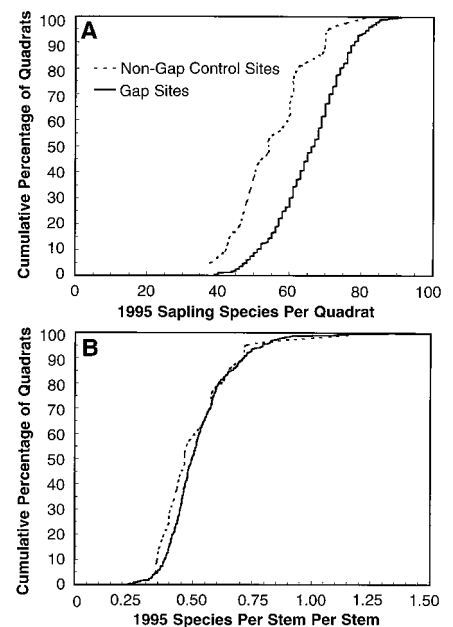 A
Cumulative Percentage of Quadrats
100
90
80
70
60
50
40
30
20
10
0
Non-Gap Control Sites
Gap Sites
0 20 40 60 80 100
1995 Sapling Species Per Quadrat
B
Cumulative Percentage of Quadrats
100
90
80
70
60
50
40
30
20
10
0
0 0.25 0.50 0.75 1.00 1.25 1.50
1995 Species Per Stem Per Stem